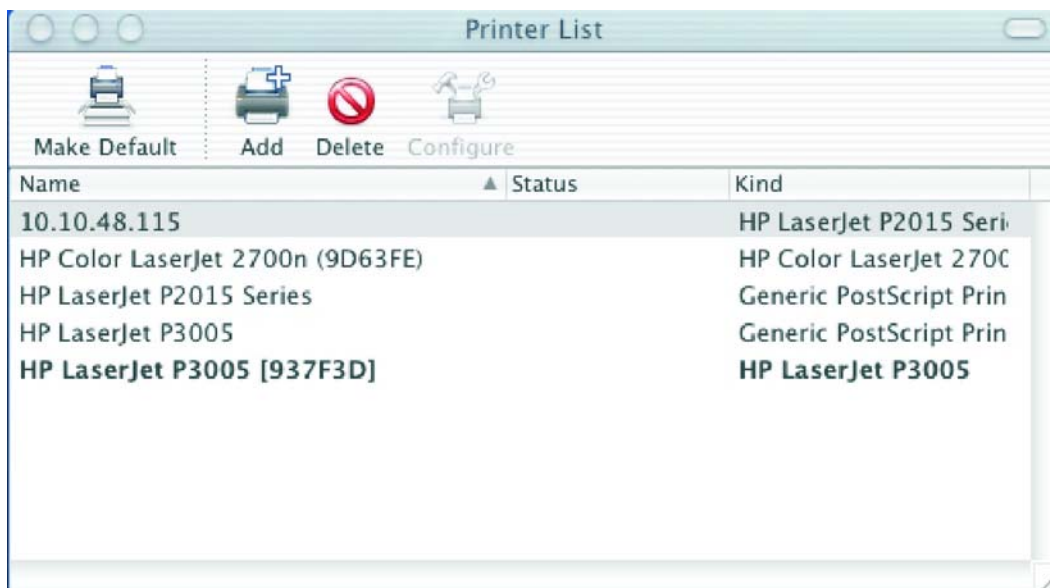 Printer List
Make Default Add Delete Configure
Name Status Kind
10.10.48.115 HP LaserJet P2015 Seri
HP Color LaserJet 2700n (9D63FE) HP Color LaserJet 270
HP LaserJet P2015 Series Generic PostScript Prin
HP LaserJet P3005 Generic PostScript Prin
HP LaserJet P3005 [937F3D] HP LaserJet P3005